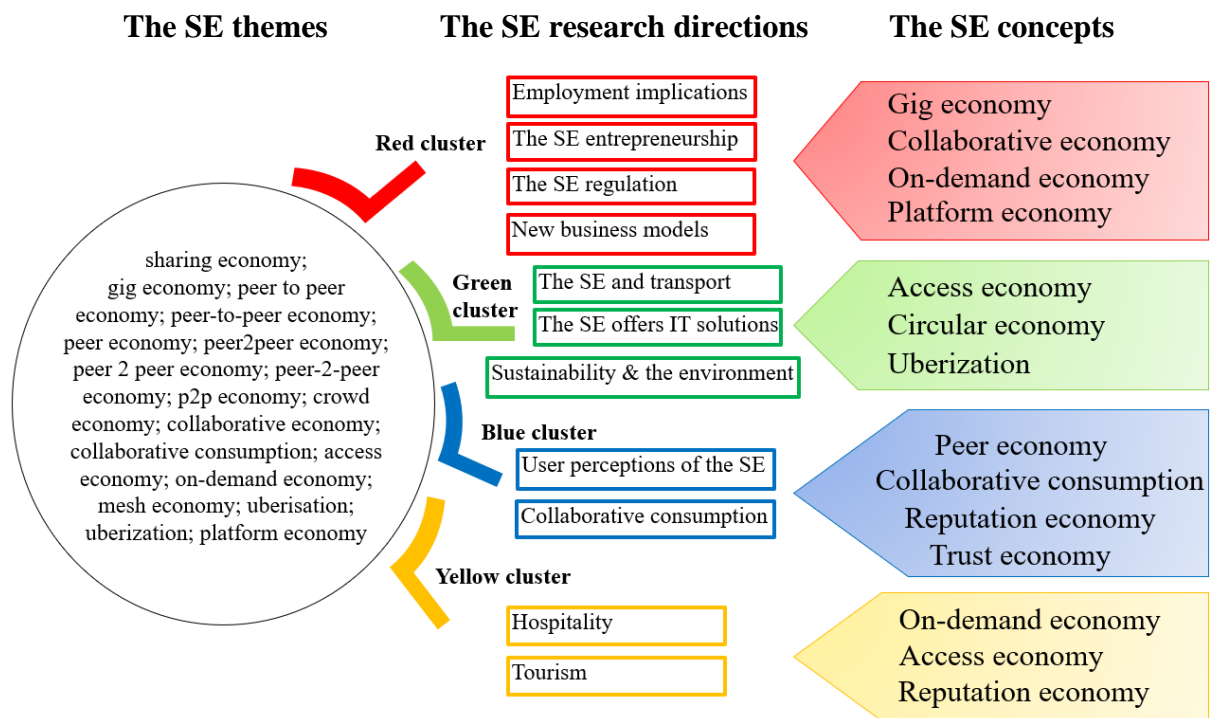 The SE themes
The SE research directions
The SE concepts
sharing economy;
gig economy; peer to peer
economy; peer-to-peer economy;
peer economy; peer2peer economy;
peer 2 peer economy; peer-2-peer
economy; p2p economy; crowd
economy; collaborative economy;
collaborative consumption; access
economy; on-demand economy;
mesh economy; uberisation;
uberization; platform economy
Red cluster
Employment implications
The SE entrepreneurship
The SE regulation
New business models
Gig economy
Collaborative economy
On-demand economy
Platform economy
Green
cluster
The SE and transport
The SE offers IT solutions
Sustainability & the environment
Access economy
Circular economy
Uberization
Blue cluster
User perceptions of the SE
Collaborative consumption
Peer economy
Collaborative consumption
Reputation economy
Trust economy
Yellow cluster
Hospitality
Tourism
On-demand economy
Access economy
Reputation economy